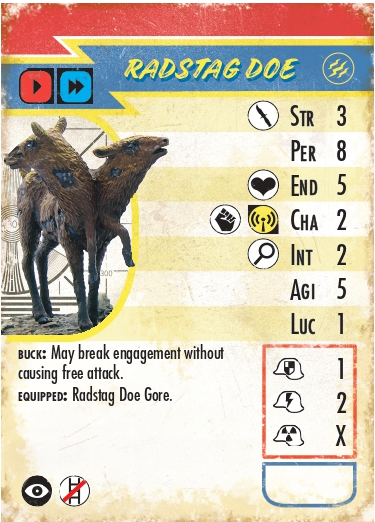 RADSTAG DOE
STR 3
PER 8
END 5
CHA 2
INT 2
AGI 5
LUC 1
300
BUCK: May break engagement without
causing free attack.
EQUIPPED: Radstag Doe Gore.
1
2
X